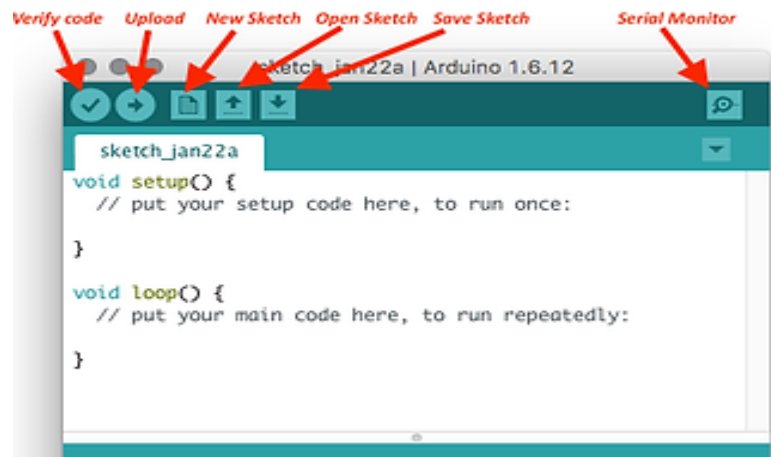 Verify code Upload New Sketch Open Sketch Save Sketch Serial Monitor
sketch_jan22a | Arduino 1.6.12
sketch_jan22a
void setup() {
// put your setup code here, to run once:
}
void loop() {
// put your main code here, to run repeatedly:
}